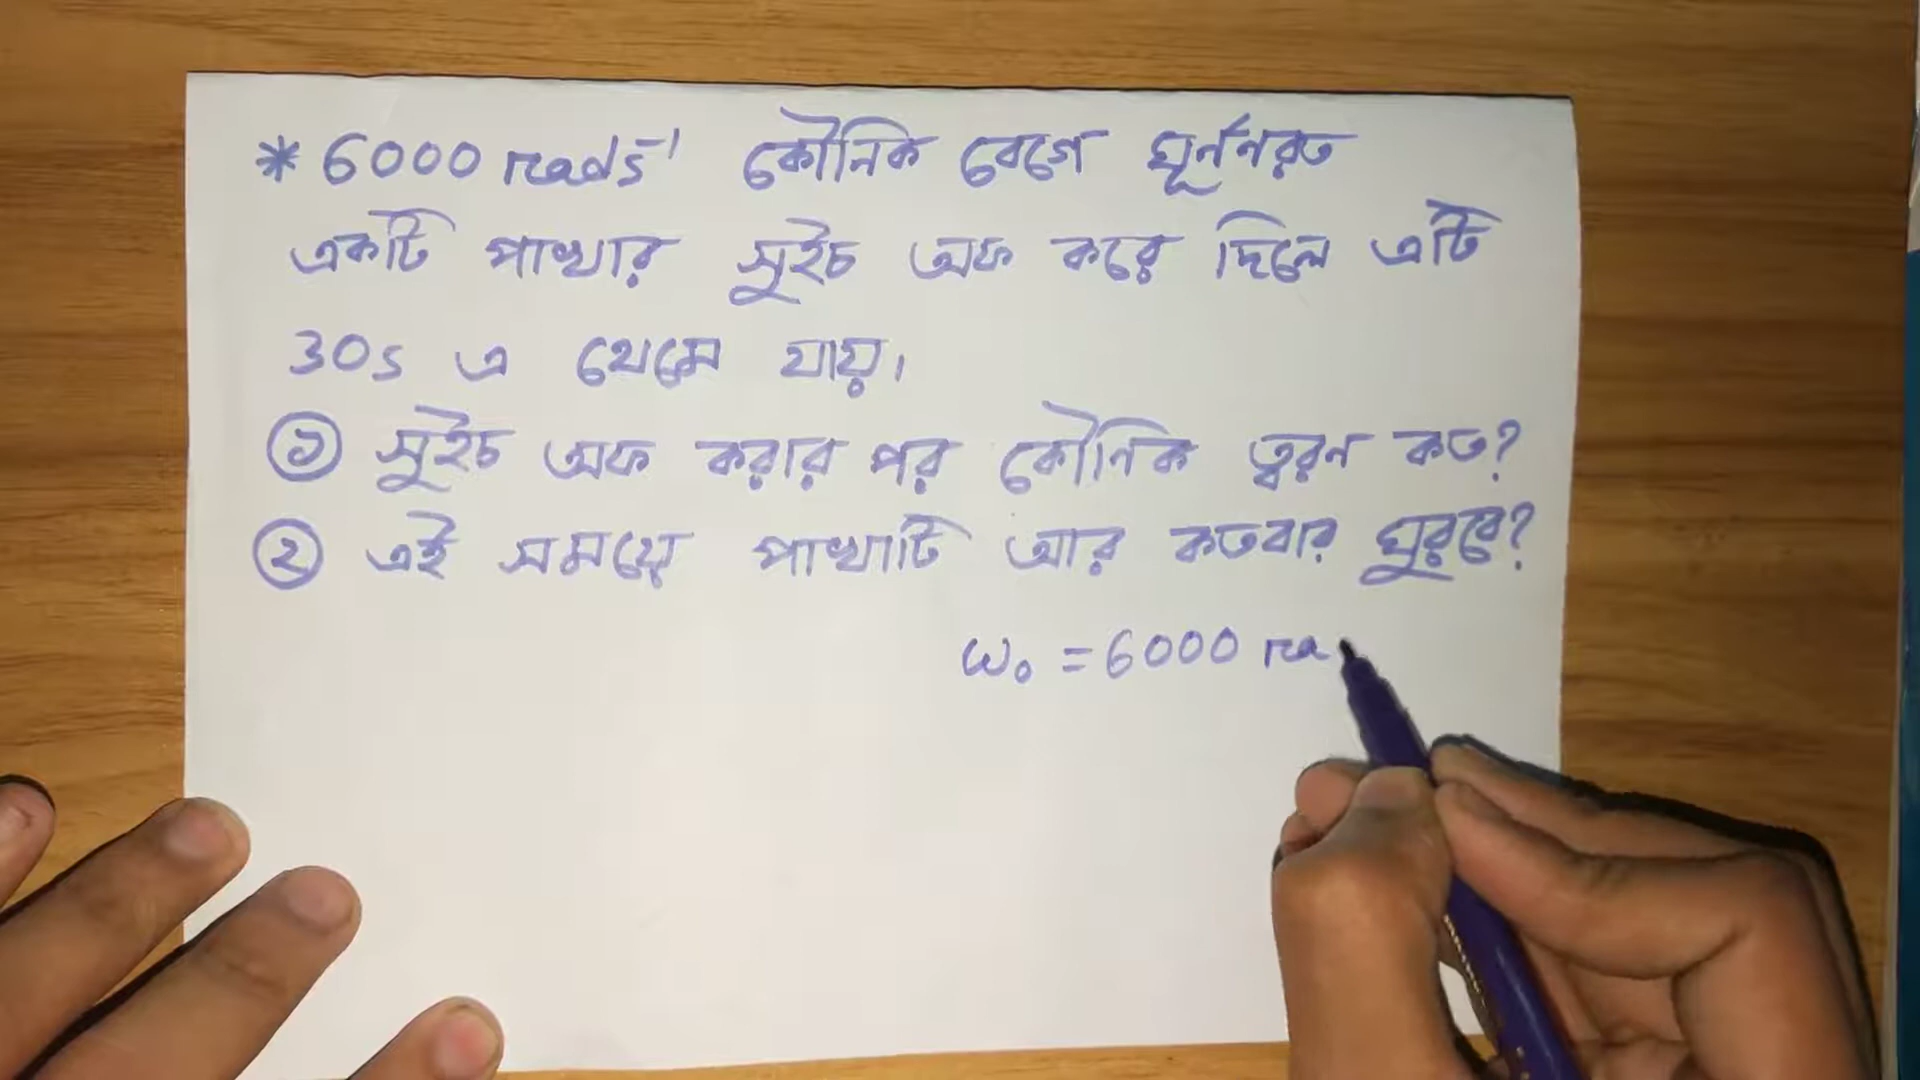 * 6000 rads⁻¹ কৌনিক বেগে ঘূর্ননরত
একটি পাখার সুইচ অফ করে দিলে এটি
30s এ থেমে যায়।
① সুইচ অফ করার পর কৌনিক ত্বরন কত?
② এই সময়ে পাখাটি আর কতবার ঘুরবে?
ω₀ = 6000 ra